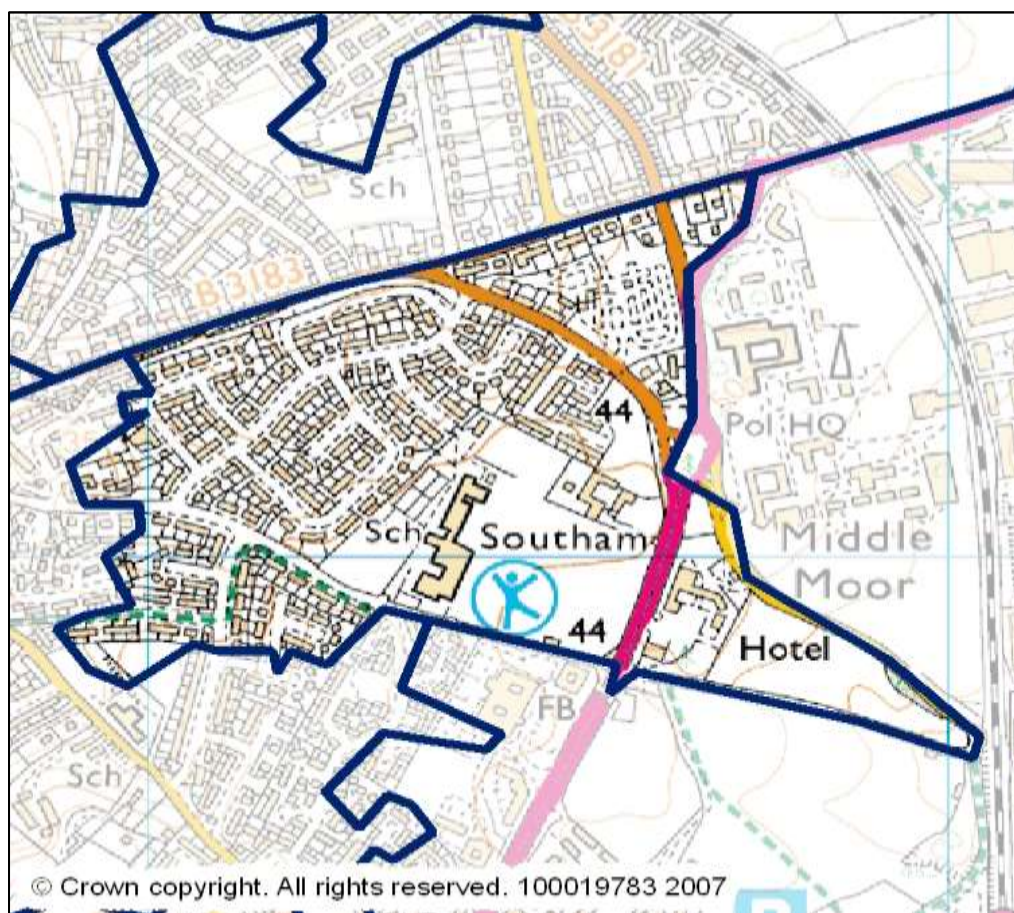 B 3181
Sch
B 3183
44
Pol HQ
Sch
Southam
Middle
Moor
44
Hotel
FB
Sch
© Crown copyright. All rights reserved. 100019783 2007